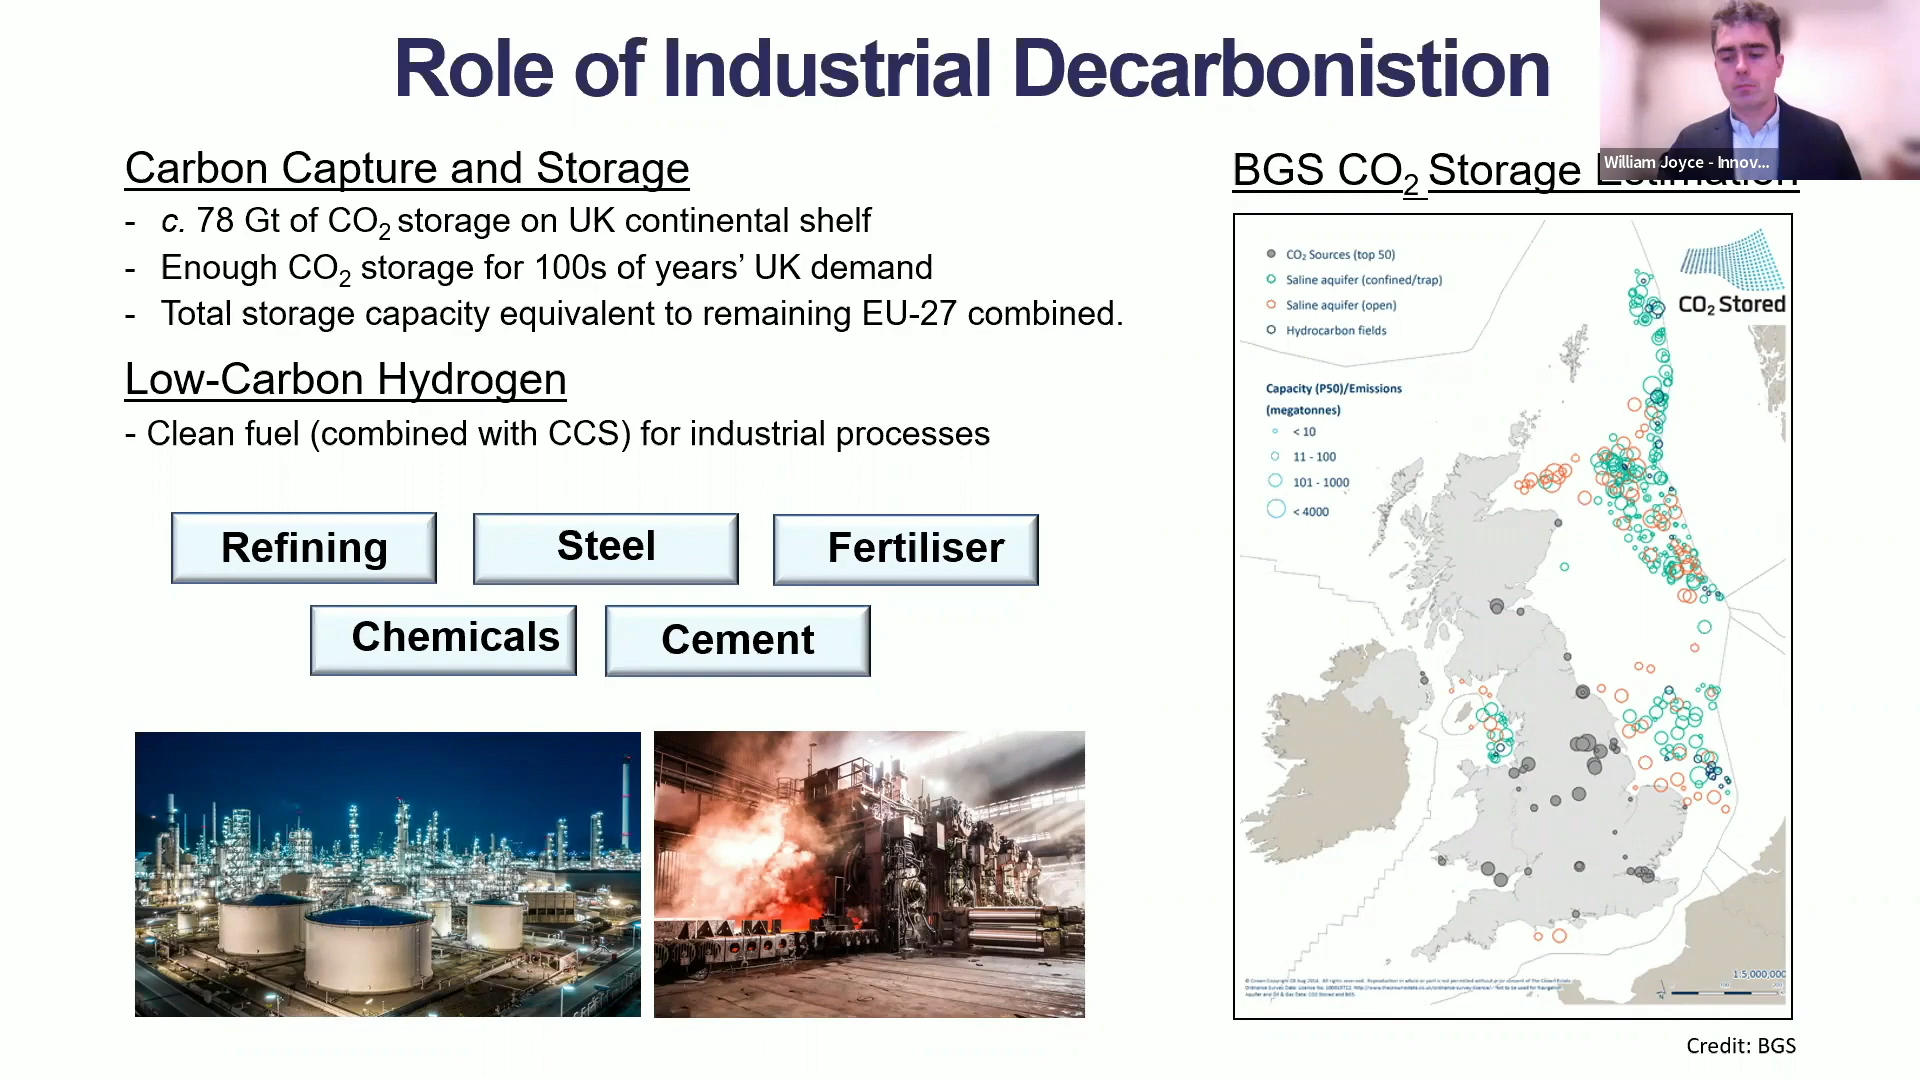 Role of Industrial Decarbonistion
William Joyce - Innov...
Carbon Capture and Storage
- c. 78 Gt of CO2 storage on UK continental shelf
- Enough CO2 storage for 100s of years’ UK demand
- Total storage capacity equivalent to remaining EU-27 combined.
Low-Carbon Hydrogen
- Clean fuel (combined with CCS) for industrial processes
Refining
Steel
Fertiliser
Chemicals
Cement
BGS CO2 Storage
CO2 Sources (top 50)
Saline aquifer (confined/trap)
Saline aquifer (open)
Hydrocarbon fields
CO2 Stored
Capacity (P50)/Emissions
(megatonnes)
< 10
11 - 100
101 - 1000
< 4000
1:5,000,000
Credit: BGS